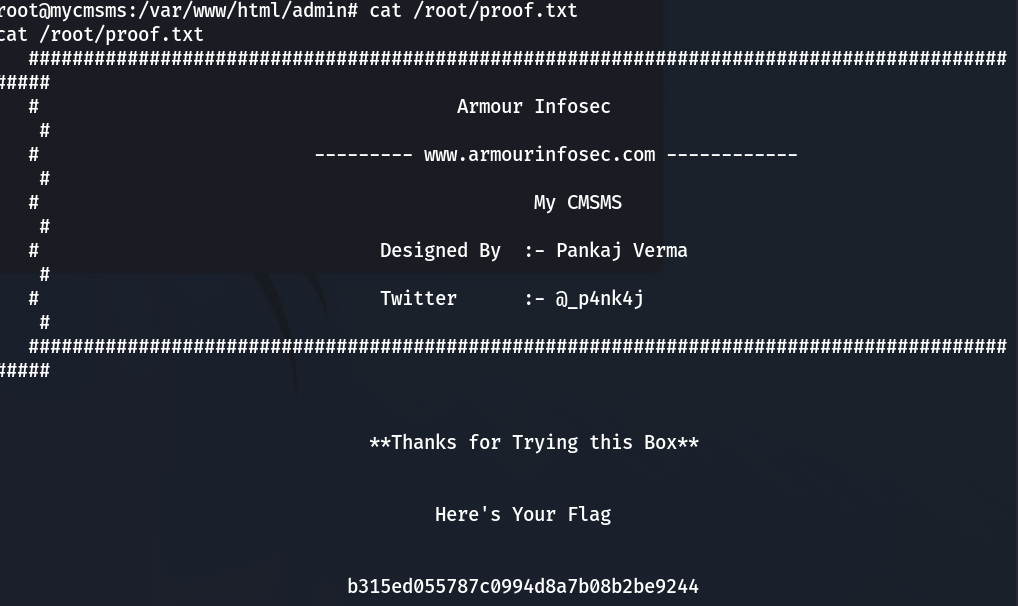 root@mycmsms:/var/www/html/admin# cat /root/proof.txt
cat /root/proof.txt
#########################################################################################
#####
# Armour Infosec
#
# --------- www.armourinfosec.com ------------
#
# My CMSMS
#
# Designed By :- Pankaj Verma
#
# Twitter :- @_p4nk4j
#
#########################################################################################
#####
**Thanks for Trying this Box**
Here's Your Flag
b315ed055787c0994d8a7b08b2be9244